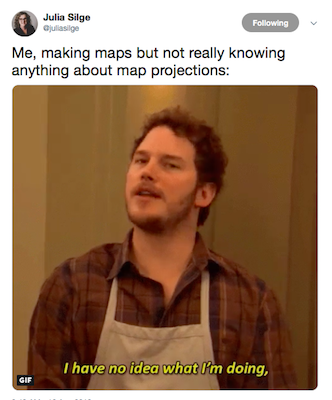 Julia Silge
@juliasilge
Following
Me, making maps but not really knowing
anything about map projections:
I have no idea what I'm doing,
GIF